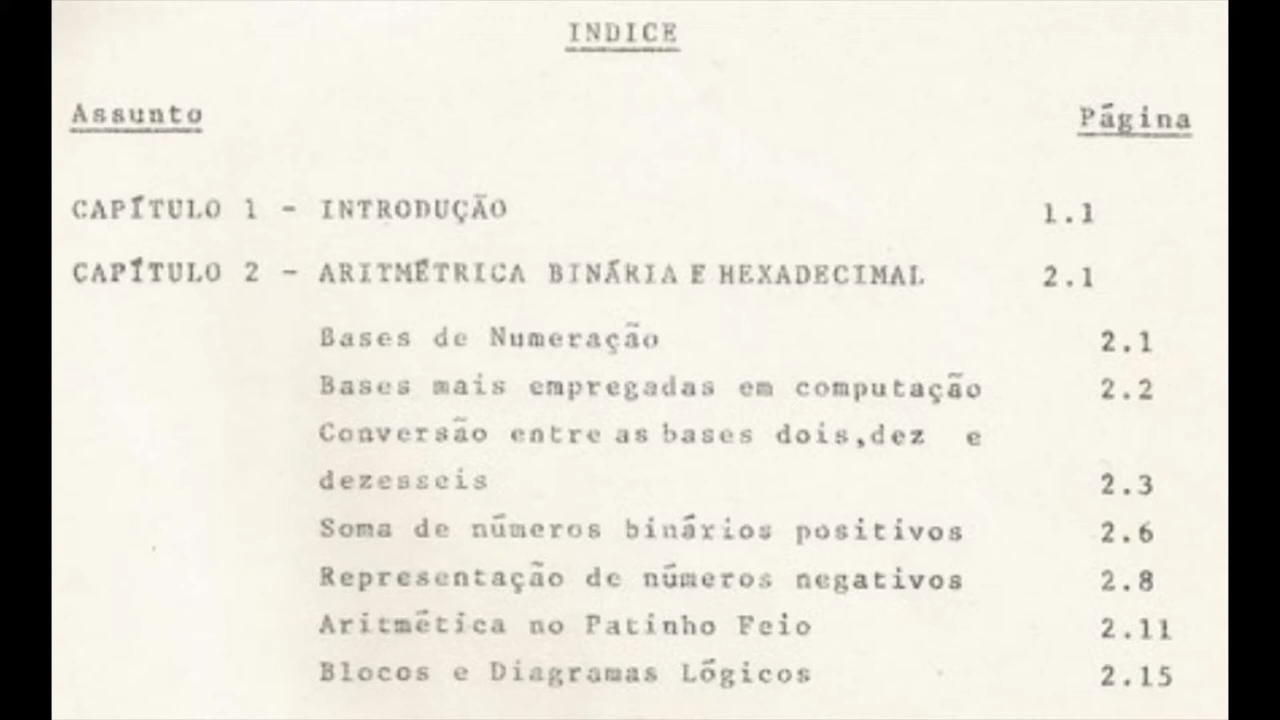 INDICE
Assunto Página
CAPÍTULO 1 - INTRODUÇÃO 1.1
CAPÍTULO 2 - ARITMÉTRICA BINÁRIA E HEXADECIMAL 2.1
Bases de Numeração 2.1
Bases mais empregadas em computação 2.2
Conversão entre as bases dois,dez e
dezesseis 2.3
Soma de números binários positivos 2.6
Representação de números negativos 2.8
Aritmética no Patinho Feio 2.11
Blocos e Diagramas Lógicos 2.15